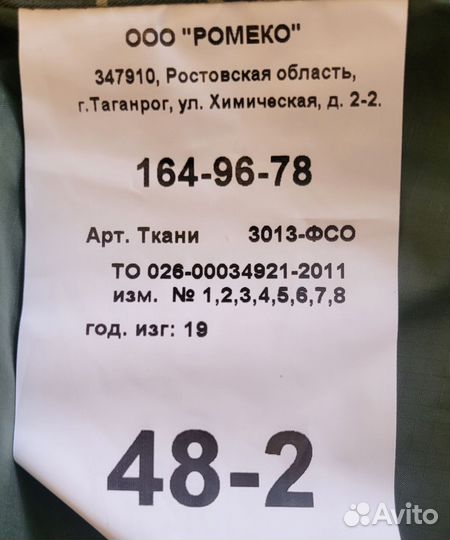 ООО "РОМЕКО"
347910, Ростовская область,
г.Таганрог, ул. Химическая, д. 2-2.
164-96-78
Арт. Ткани 3013-ФСО
ТО 026-00034921-2011
изм. № 1,2,3,4,5,6,7,8
год. изг: 19
48-2
Avito